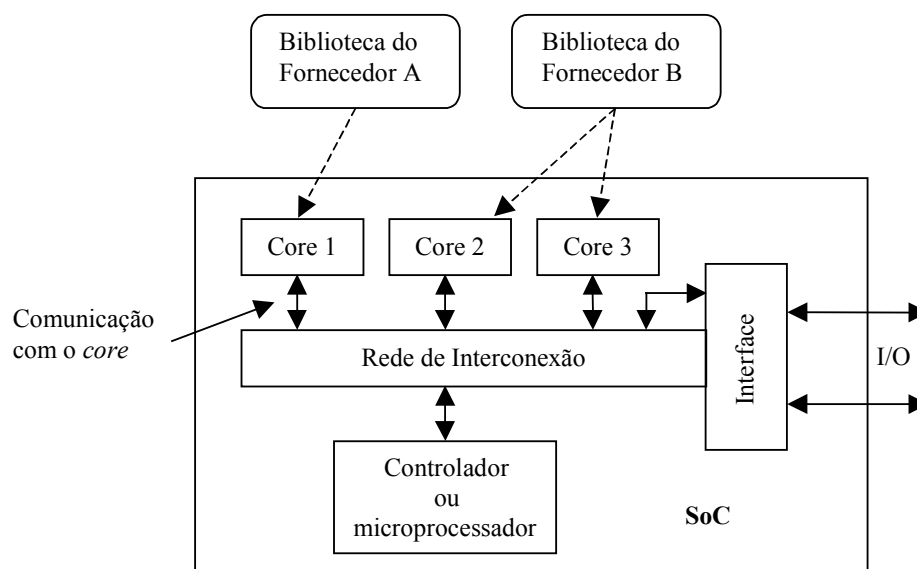 Biblioteca do
Fornecedor A
Biblioteca do
Fornecedor B
Core 1
Core 2
Core 3
Comunicação
com o core
Rede de Interconexão
Interface
I/O
Controlador
ou
microprocessador
SoC